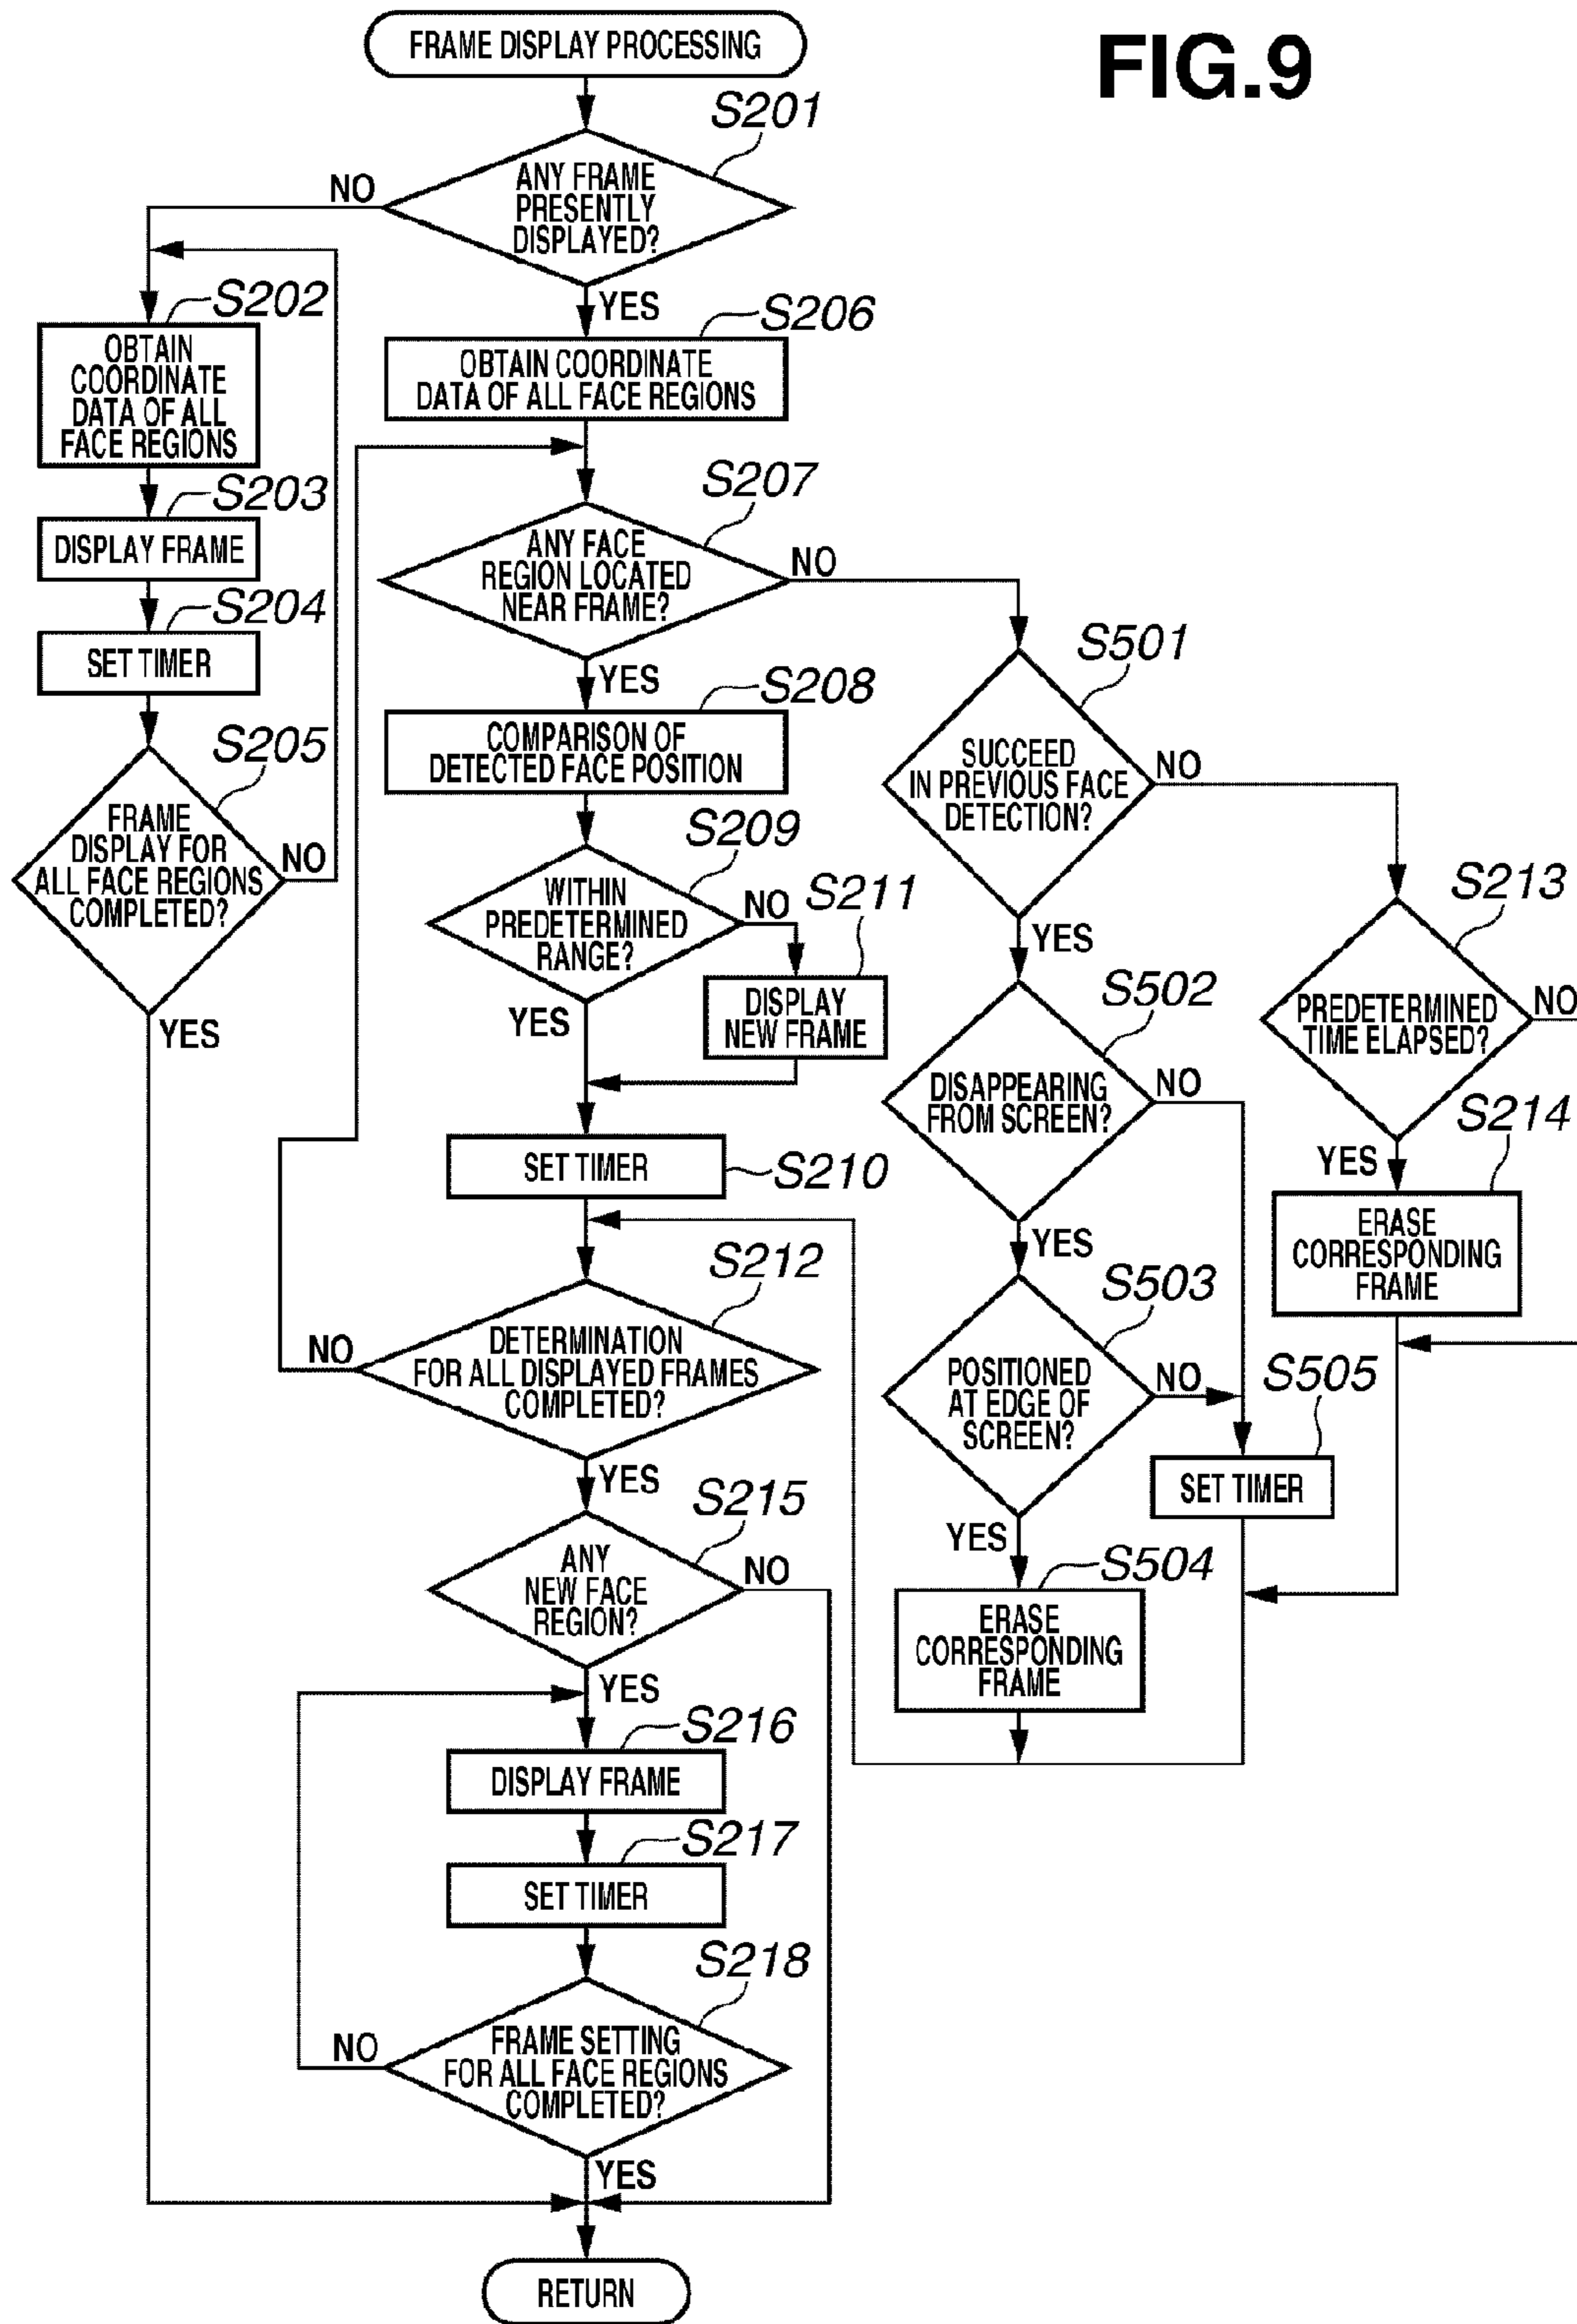 FIG.9
FRAME DISPLAY PROCESSING
S201
ANY FRAME
PRESENTLY
DISPLAYED?
NO
YES
S202
OBTAIN
COORDINATE
DATA OF ALL
FACE REGIONS
S203
DISPLAY FRAME
S204
SET TIMER
S205
FRAME
DISPLAY FOR
ALL FACE REGIONS
COMPLETED?
NO
YES
S206
OBTAIN COORDINATE
DATA OF ALL FACE REGIONS
S207
ANY FACE
REGION LOCATED
NEAR FRAME?
NO
YES
S208
COMPARISON OF
DETECTED FACE POSITION
S209
WITHIN
PREDETERMINED
RANGE?
NO
YES
S211
DISPLAY
NEW FRAME
SET TIMER
S210
S212
DETERMINATION
FOR ALL DISPLAYED FRAMES
COMPLETED?
NO
YES
S215
ANY
NEW FACE
REGION?
NO
YES
S216
DISPLAY FRAME
S217
SET TIMER
S218
FRAME SETTING
FOR ALL FACE REGIONS
COMPLETED?
NO
YES
RETURN
S501
SUCCEED
IN PREVIOUS FACE
DETECTION?
NO
YES
S502
DISAPPEARING
FROM SCREEN?
NO
YES
S503
POSITIONED
AT EDGE OF
SCREEN?
NO
YES
S504
ERASE
CORRESPONDING
FRAME
S505
SET TIMER
S213
PREDETERMINED
TIME ELAPSED?
NO
YES
S214
ERASE
CORRESPONDING
FRAME